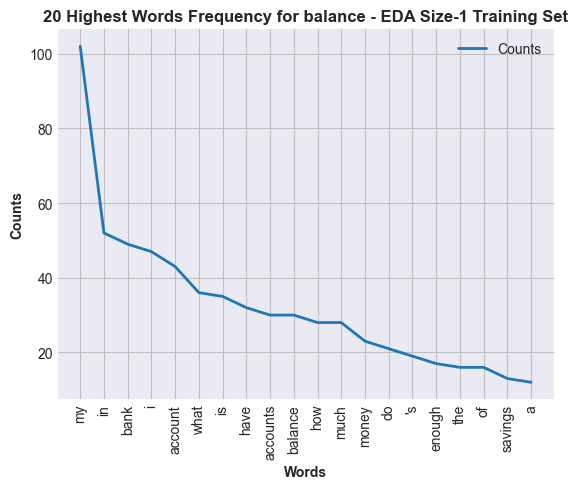 20 Highest Words Frequency for balance - EDA Size-1 Training Set
Counts
100
80
60
40
20
Counts
my
in
bank
i
account
what
is
have
accounts
balance
how
much
money
do
's
enough
the
of
savings
a
Words